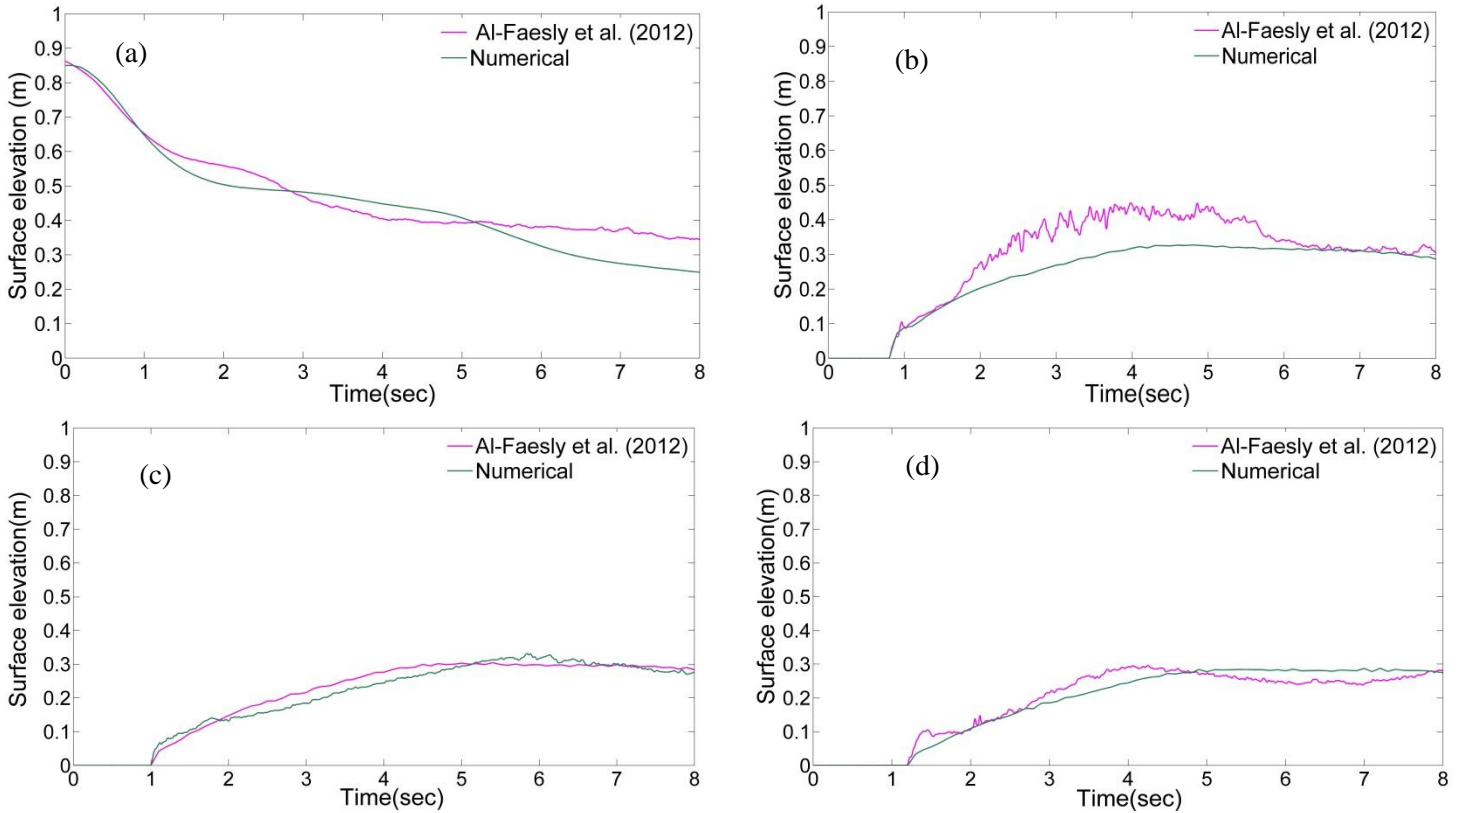 1
0.9
0.8
0.7
0.6
0.5
0.4
0.3
0.2
0.1
0
Surface elevation (m)
(a)
Al-Faesly et al. (2012)
Numerical
0 1 2 3 4 5 6 7 8
Time(sec)
1
0.9
0.8
0.7
0.6
0.5
0.4
0.3
0.2
0.1
0
Surface elevation (m)
(b)
Al-Faesly et al. (2012)
Numerical
1 2 3 4 5 6 7 8
Time(sec)
1
0.9
0.8
0.7
0.6
0.5
0.4
0.3
0.2
0.1
0
Surface elevation(m)
(c)
Al-Faesly et al. (2012)
Numerical
0 1 2 3 4 5 6 7 8
Time(sec)
1
0.9
0.8
0.7
0.6
0.5
0.4
0.3
0.2
0.1
0
Surface elevation(m)
(d)
Al-Faesly et al. (2012)
Numerical
0 1 2 3 4 5 6 7 8
Time(sec)